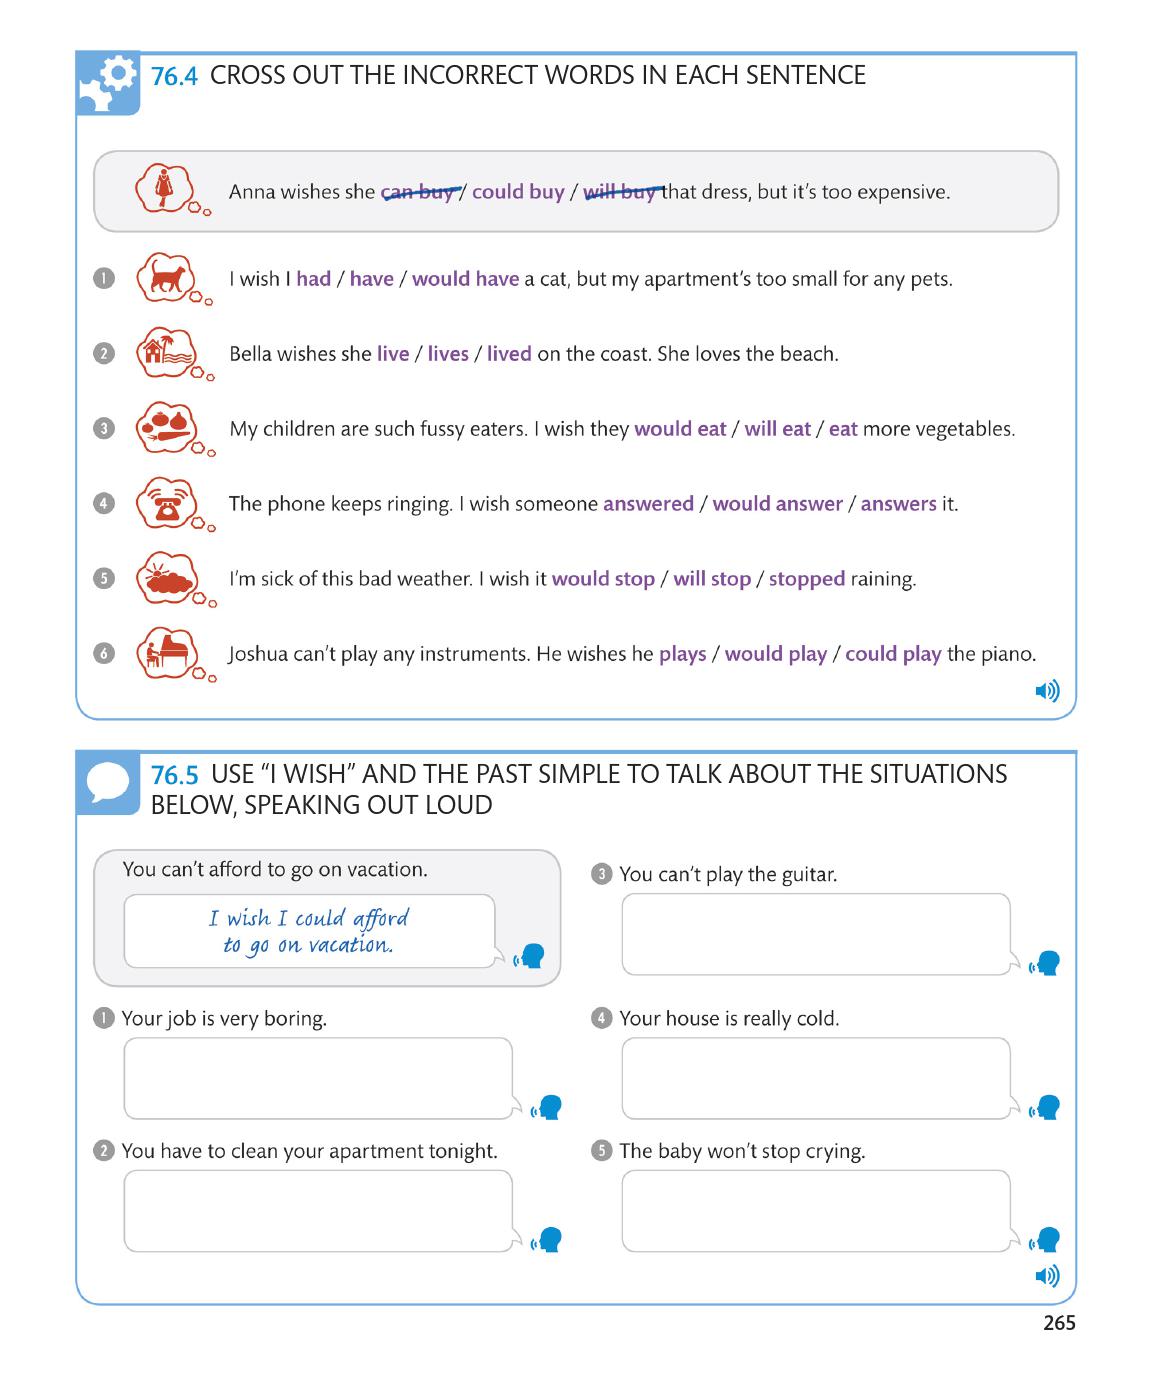 76.4 CROSS OUT THE INCORRECT WORDS IN EACH SENTENCE
Anna wishes she can buy / could buy / will buy that dress, but it's too expensive.
1 I wish I had / have / would have a cat, but my apartment's too small for any pets.
2 Bella wishes she live / lives / lived on the coast. She loves the beach.
3 My children are such fussy eaters. I wish they would eat / will eat / eat more vegetables.
4 The phone keeps ringing. I wish someone answered / would answer / answers it.
5 I'm sick of this bad weather. I wish it would stop / will stop / stopped raining.
6 Joshua can't play any instruments. He wishes he plays / would play / could play the piano.
76.5 USE “I WISH” AND THE PAST SIMPLE TO TALK ABOUT THE SITUATIONS
BELOW, SPEAKING OUT LOUD
You can't afford to go on vacation.
I wish I could afford
to go on vacation.
1 Your job is very boring.
2 You have to clean your apartment tonight.
3 You can't play the guitar.
4 Your house is really cold.
5 The baby won't stop crying.
265